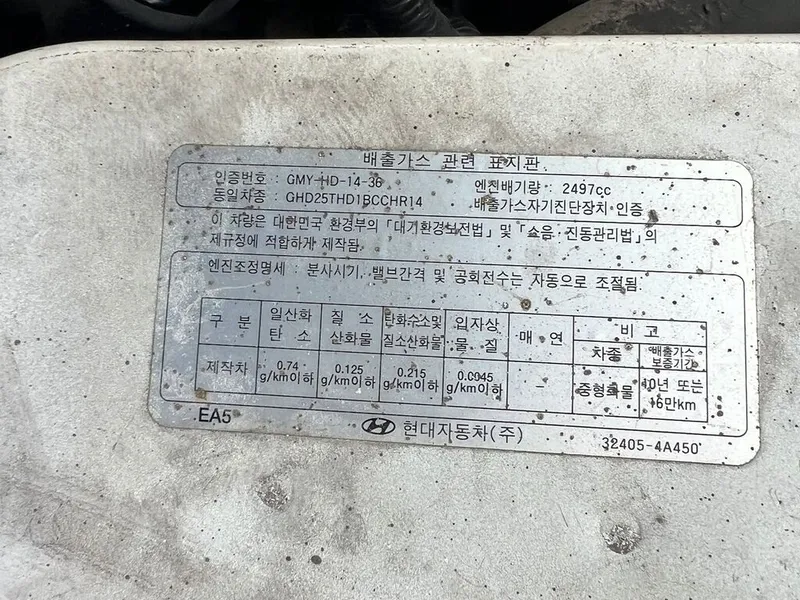 배출가스 관련 표지판
인증번호 : GMY-HD-14-36 엔진배기량 : 2497cc
동일차종 : GHD25THD1BCCHR14 배출가스자기진단장치 인증
이 차량은 대한민국 환경부의 「대기환경보전법」 및 「소음 진동관리법」의
제규정에 적합하게 제작됨
엔진조정명세 : 분사시기, 밸브간격 및 공회전수는 자동으로 조절됨
구 분 일산화 탄 소 질 소 산화물 탄화수소및 질소산화물 입자상 물 질 매 연 비 고
차종 배출가스 보증기간
제작차 0.74 g/km이하 0.125 g/km이하 0.215 g/km이하 0.0045 g/km이하 — 중형화물 10년 또는 16만km
EA5 현대자동차(주) 32405-4A450